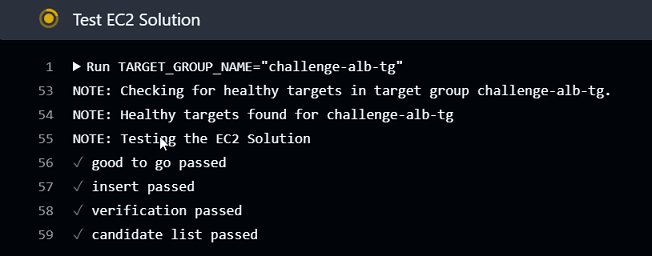 Test EC2 Solution
1 ▶ Run TARGET_GROUP_NAME="challenge-alb-tg"
53 NOTE: Checking for healthy targets in target group challenge-alb-tg.
54 NOTE: Healthy targets found for challenge-alb-tg
55 NOTE: Testing the EC2 Solution
56 ✓ good to go passed
57 ✓ insert passed
58 ✓ verification passed
59 ✓ candidate list passed